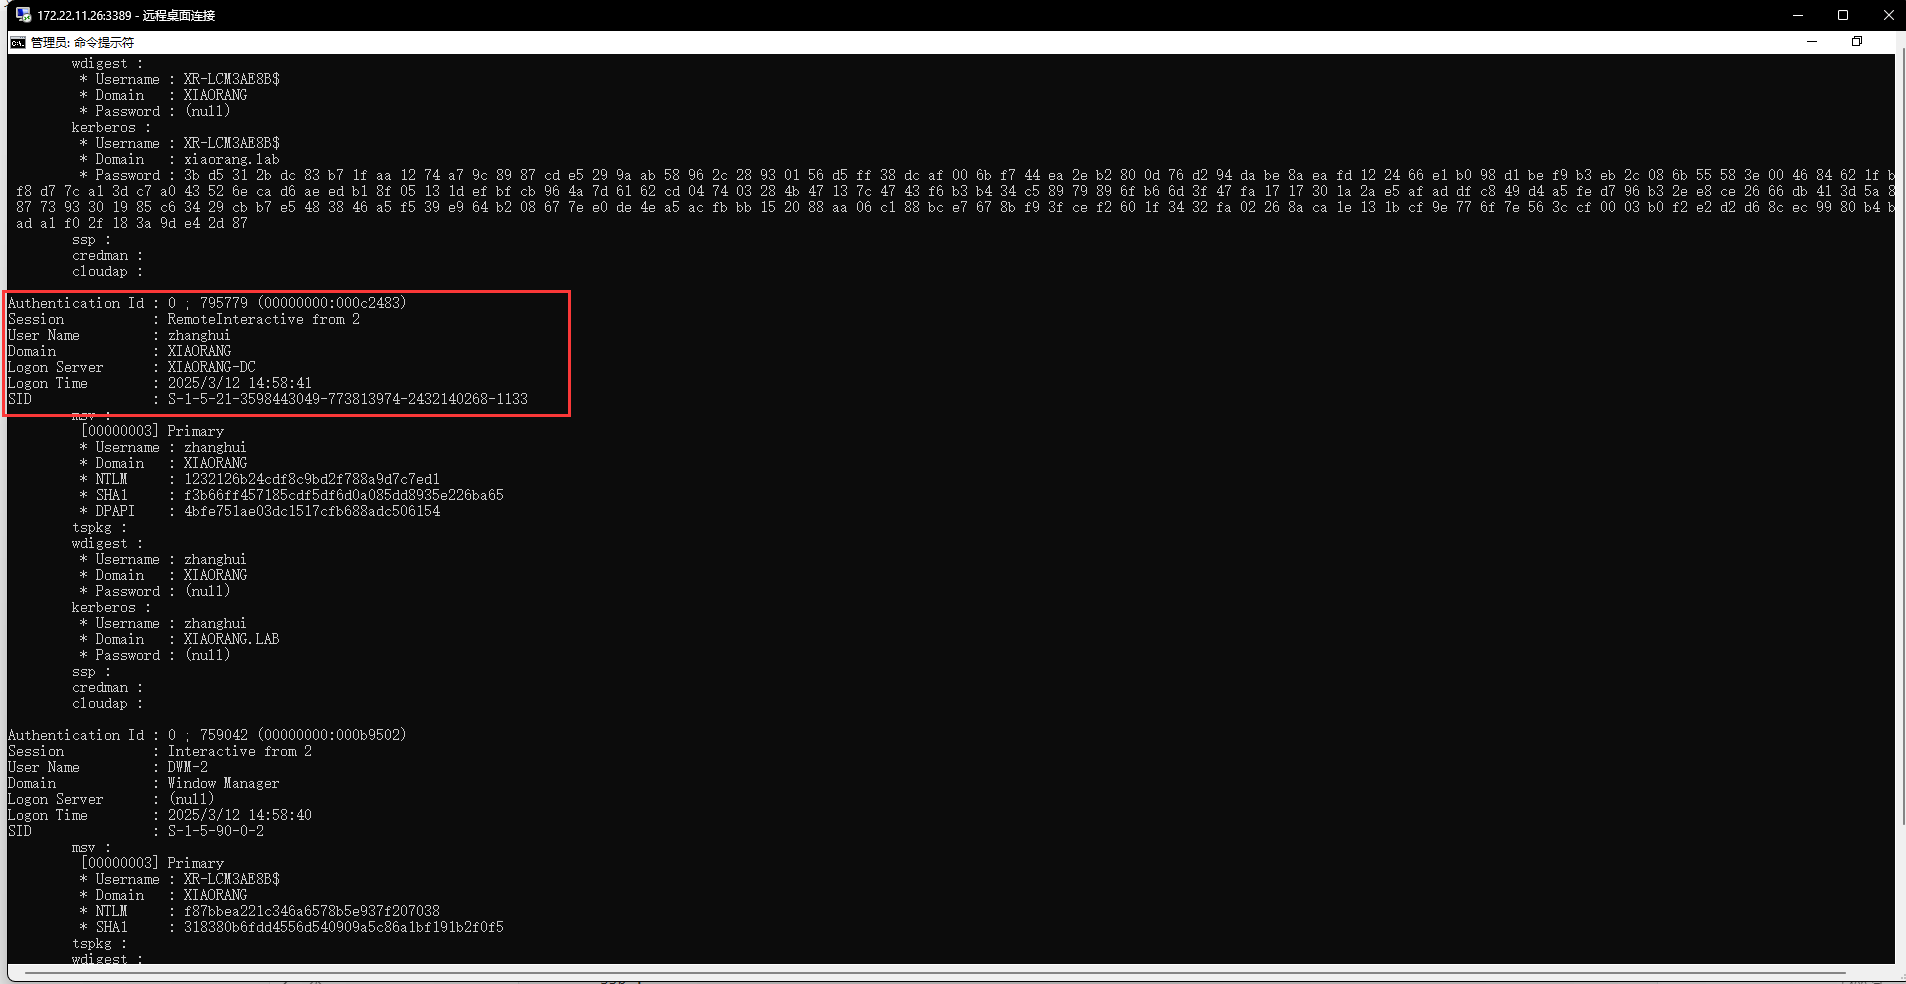 172.22.11.26:3389 - 远程桌面连接
管理员: 命令提示符
wdigest :
* Username : XR-LCM3AE8B$
* Domain : XIAORANG
* Password : (null)
kerberos :
* Username : XR-LCM3AE8B$
* Domain : xiaorang.lab
* Password : 3b d5 31 2b dc 83 b7 1f aa 12 74 a7 9c 89 87 cd e5 29 9a ab 58 96 2c 28 93 01 56 d5 ff 38 dc af 00 6b f7 44 ea 2e b2 80 0d 76 d2 94 da be 8a ea fd 12 24 66 e1 b0 98 d1 be f9 b3 eb 2c 08 6b 55 58 3e 00 46 84 62 1f b
f8 d7 7c a1 3d c7 a0 43 52 6e ca d6 ae ed b1 8f 05 13 1d ef bf cb 96 4a 7d 61 62 cd 04 74 03 28 4b 47 13 7c 47 43 f6 b3 b4 34 c5 89 79 89 6f b6 6d 3f 47 fa 17 17 30 1a 2a e5 af ad df c8 49 d4 a5 fe d7 96 b3 2e e8 ce 26 66 db 41 3d 5a 8
87 73 93 30 19 85 c6 34 29 cb b7 e5 48 38 46 a5 f5 39 e9 64 b2 08 67 7e e0 de 4e a5 ac fb bb 15 20 88 aa 06 c1 88 bc e7 67 8b f9 3f ce f2 60 1f 34 32 fa 02 26 8a ca 1e 13 1b cf 9e 77 6f 7e 56 3c cf 00 03 b0 f2 e2 d2 d6 8c ec 99 80 b4 b
ad a1 f0 2f 18 3a 9d e4 2d 87
ssp :
credman :
cloudap :
Authentication Id : 0 ; 795779 (00000000:000c2483)
Session : RemoteInteractive from 2
User Name : zhanghui
Domain : XIAORANG
Logon Server : XIAORANG-DC
Logon Time : 2025/3/12 14:58:41
SID : S-1-5-21-3598443049-773813974-2432140268-1133
msv :
[00000003] Primary
* Username : zhanghui
* Domain : XIAORANG
* NTLM : 1232126b24cdf8c9bd2f788a9d7c7ed1
* SHA1 : f3b66ff457185cdf5df6d0a085dd8935e226ba65
* DPAPI : 4bfe751ae03dc1517cfb688adc506154
tspkg :
wdigest :
* Username : zhanghui
* Domain : XIAORANG
* Password : (null)
kerberos :
* Username : zhanghui
* Domain : XIAORANG.LAB
* Password : (null)
ssp :
credman :
cloudap :
Authentication Id : 0 ; 759042 (00000000:000b9502)
Session : Interactive from 2
User Name : DWM-2
Domain : Window Manager
Logon Server : (null)
Logon Time : 2025/3/12 14:58:40
SID : S-1-5-90-0-2
msv :
[00000003] Primary
* Username : XR-LCM3AE8B$
* Domain : XIAORANG
* NTLM : f87bbea221c346a6578b5e937f207038
* SHA1 : 318380b6fdd4556d540909a5c86a1bf191b2f0f5
tspkg :
wdigest :